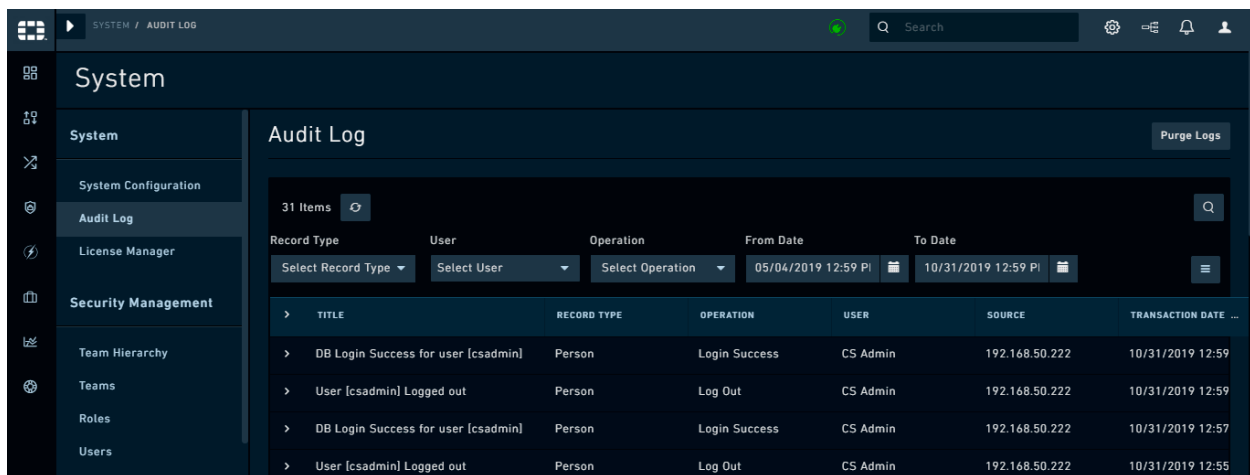 SYSTEM / AUDIT LOG
Search
System
System
System Configuration
Audit Log
License Manager
Security Management
Team Hierarchy
Teams
Roles
Users
Audit Log
Purge Logs
31 Items
Record Type User Operation From Date To Date
Select Record Type Select User Select Operation 05/04/2019 12:59 PI 10/31/2019 12:59 PI
TITLE RECORD TYPE OPERATION USER SOURCE TRANSACTION DATE ...
DB Login Success for user [csadmin] Person Login Success CS Admin 192.168.50.222 10/31/2019 12:59
User [csadmin] Logged out Person Log Out CS Admin 192.168.50.222 10/31/2019 12:59
DB Login Success for user [csadmin] Person Login Success CS Admin 192.168.50.222 10/31/2019 12:57
User [csadmin] Logged out Person Log Out CS Admin 192.168.50.222 10/31/2019 12:55